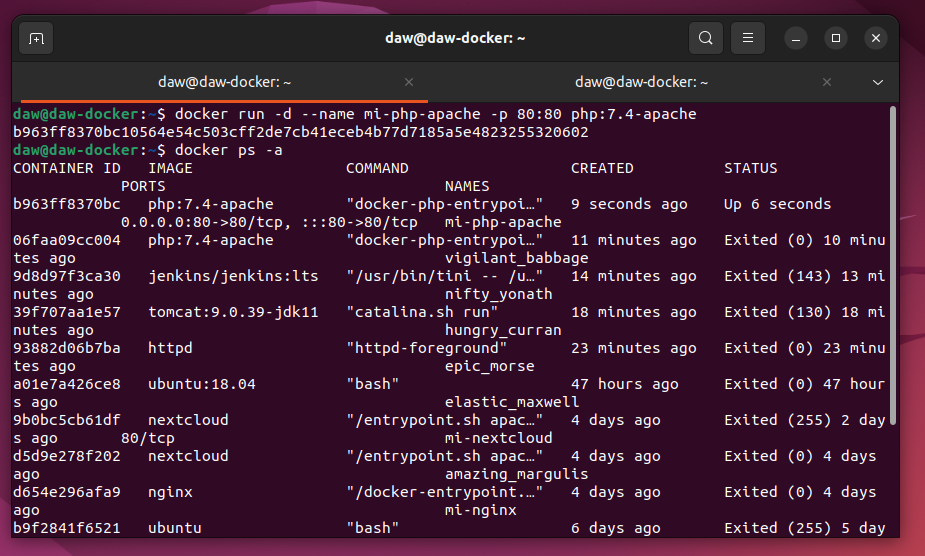 daw@daw-docker: ~
daw@daw-docker: ~ × daw@daw-docker: ~ ×
daw@daw-docker:~$ docker run -d --name mi-php-apache -p 80:80 php:7.4-apache
b963ff8370bc10564e54c503cff2de7cb41eceb4b77d7185a5e4823255320602
daw@daw-docker:~$ docker ps -a
CONTAINER ID   IMAGE                 COMMAND                  CREATED          STATUS
            PORTS                               NAMES
b963ff8370bc   php:7.4-apache        "docker-php-entrypoi…"   9 seconds ago    Up 6 seconds
            0.0.0.0:80->80/tcp, :::80->80/tcp   mi-php-apache
06faa09cc004   php:7.4-apache        "docker-php-entrypoi…"   11 minutes ago   Exited (0) 10 minu
tes ago                                         vigilant_babbage
9d8d97f3ca30   jenkins/jenkins:lts   "/usr/bin/tini -- /u…"   14 minutes ago   Exited (143) 13 mi
nutes ago                                       nifty_yonath
39f707aa1e57   tomcat:9.0.39-jdk11   "catalina.sh run"        18 minutes ago   Exited (130) 18 mi
nutes ago                                       hungry_curran
93882d06b7ba   httpd                 "httpd-foreground"       23 minutes ago   Exited (0) 23 minu
tes ago                                         epic_morse
a01e7a426ce8   ubuntu:18.04          "bash"                   47 hours ago     Exited (0) 47 hour
s ago                                           elastic_maxwell
9b0bc5cb61df   nextcloud             "/entrypoint.sh apac…"   4 days ago       Exited (255) 2 day
s ago       80/tcp                              mi-nextcloud
d5d9e278f202   nextcloud             "/entrypoint.sh apac…"   4 days ago       Exited (0) 4 days
ago                                             amazing_margulis
d654e296afa9   nginx                 "/docker-entrypoint.…"   4 days ago       Exited (0) 4 days
ago                                             mi-nginx
b9f2841f6521   ubuntu                "bash"                   6 days ago       Exited (255) 5 day